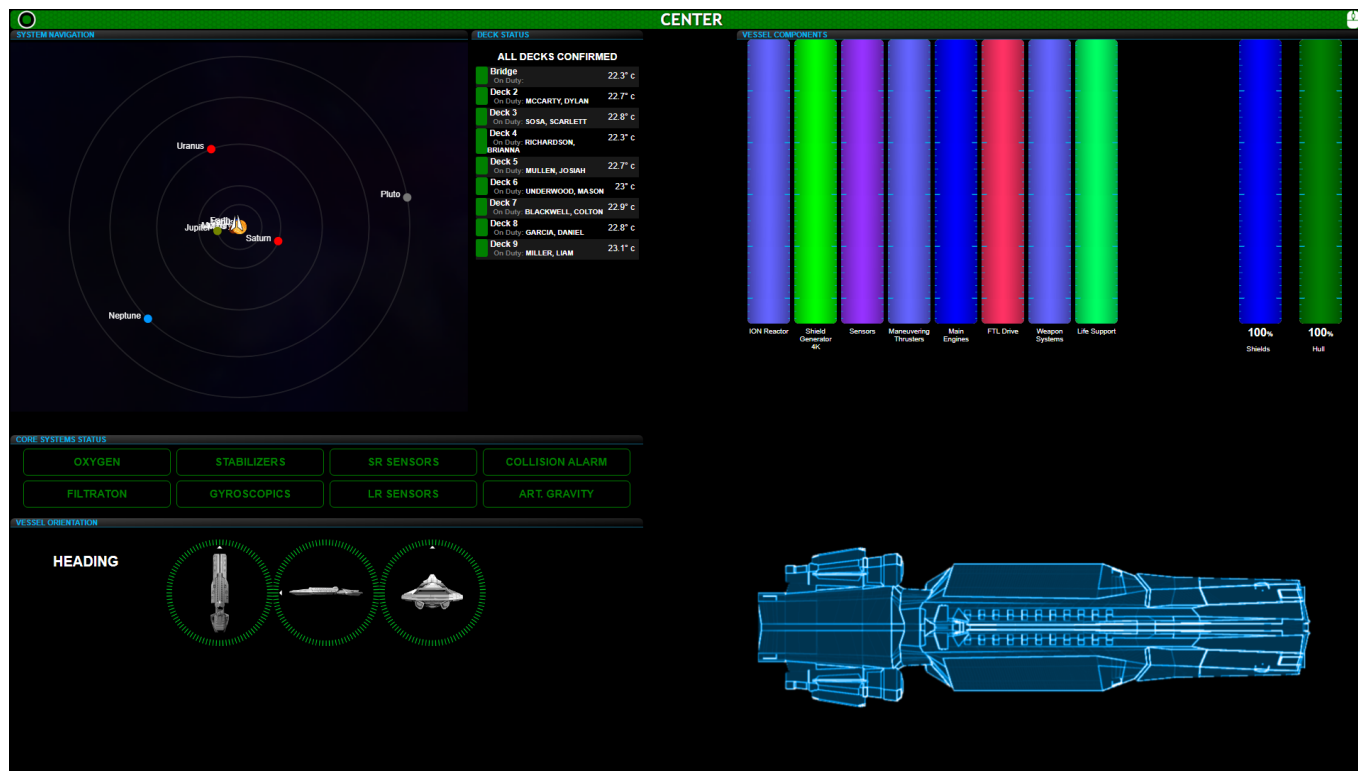 CENTER
SYSTEM NAVIGATION
Uranus
Pluto
Jupiter
Saturn
Neptune
DECK STATUS
ALL DECKS CONFIRMED
Bridge
On Duty:
22.3° c
Deck 2
On Duty: MCCARTY, DYLAN
22.7° c
Deck 3
On Duty: SOSA, SCARLETT
22.8° c
Deck 4
On Duty: RICHARDSON,
BRIANNA
22.3° c
Deck 5
On Duty: MULLEN, JOSIAH
22.7° c
Deck 6
On Duty: UNDERWOOD, MASON
23° c
Deck 7
On Duty: BLACKWELL, COLTON
22.9° c
Deck 8
On Duty: GARCIA, DANIEL
22.8° c
Deck 9
On Duty: MILLER, LIAM
23.1° c
VESSEL COMPONENTS
ION Reactor
Shield
Generator
4K
Sensors
Maneuvering
Thrusters
Main
Engines
FTL Drive
Weapon
Systems
Life Support
100%
Shields
100%
Hull
CORE SYSTEMS STATUS
OXYGEN
STABILIZERS
SR SENSORS
COLLISION ALARM
FILTRATON
GYROSCOPICS
LR SENSORS
ART. GRAVITY
VESSEL ORIENTATION
HEADING